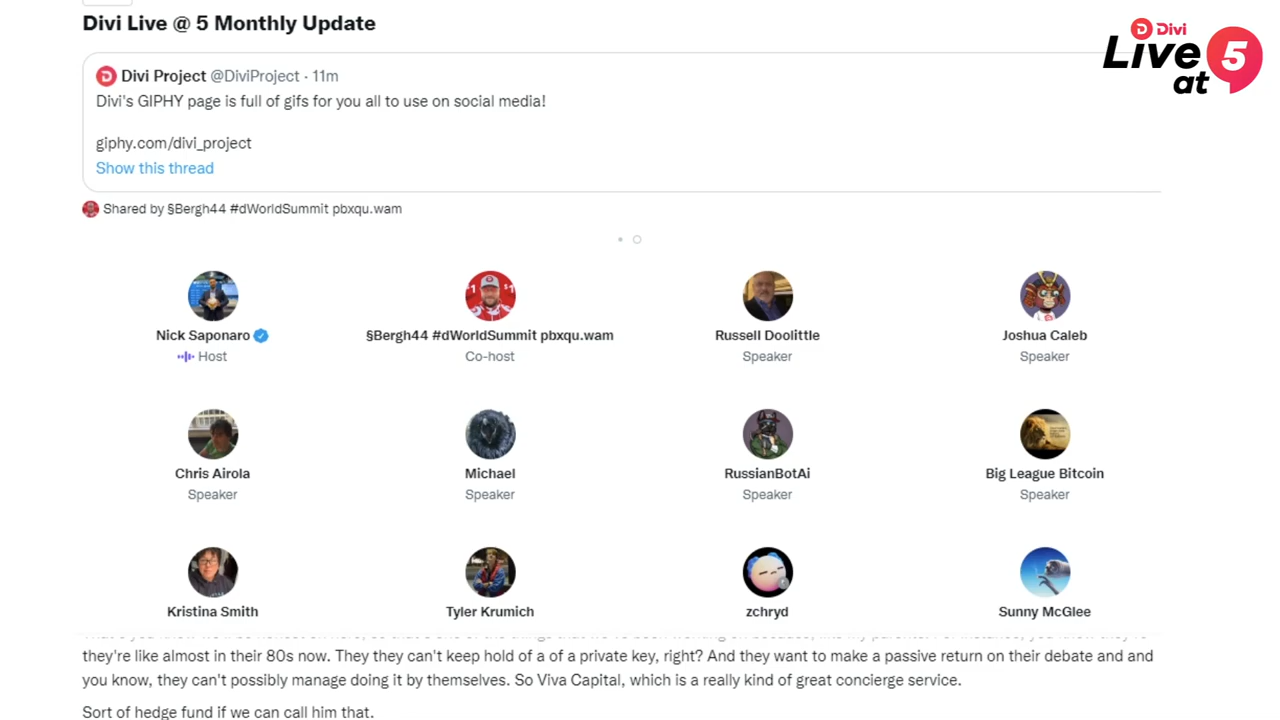 Divi Live @ 5 Monthly Update
Divi
Live
at
5
Divi Project @DiviProject · 11m
Divi's GIPHY page is full of gifs for you all to use on social media!
giphy.com/divi_project
Show this thread
Shared by §Bergh44 #dWorldSummit pbxqu.wam
Nick Saponaro
Host
§Bergh44 #dWorldSummit pbxqu.wam
Co-host
Russell Doolittle
Speaker
Joshua Caleb
Speaker
Chris Airola
Speaker
Michael
Speaker
RussianBotAi
Speaker
Big League Bitcoin
Speaker
Kristina Smith
Tyler Krumich
zchryd
Sunny McGlee
they're like almost in their 80s now. They they can't keep hold of a of a private key, right? And they want to make a passive return on their debate and and
you know, they can't possibly manage doing it by themselves. So Viva Capital, which is a really kind of great concierge service.
Sort of hedge fund if we can call him that.